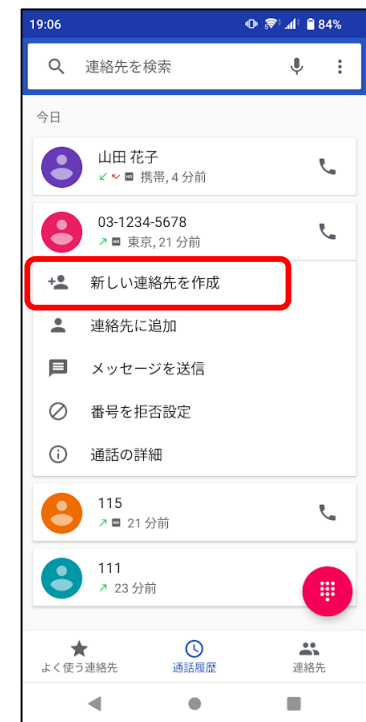 19:06 84%
連絡先を検索
今日
山田 花子
携帯, 4 分前
03-1234-5678
東京, 21 分前
新しい連絡先を作成
連絡先に追加
メッセージを送信
番号を拒否設定
通話の詳細
115
21 分前
111
23 分前
よく使う連絡先 通話履歴 連絡先